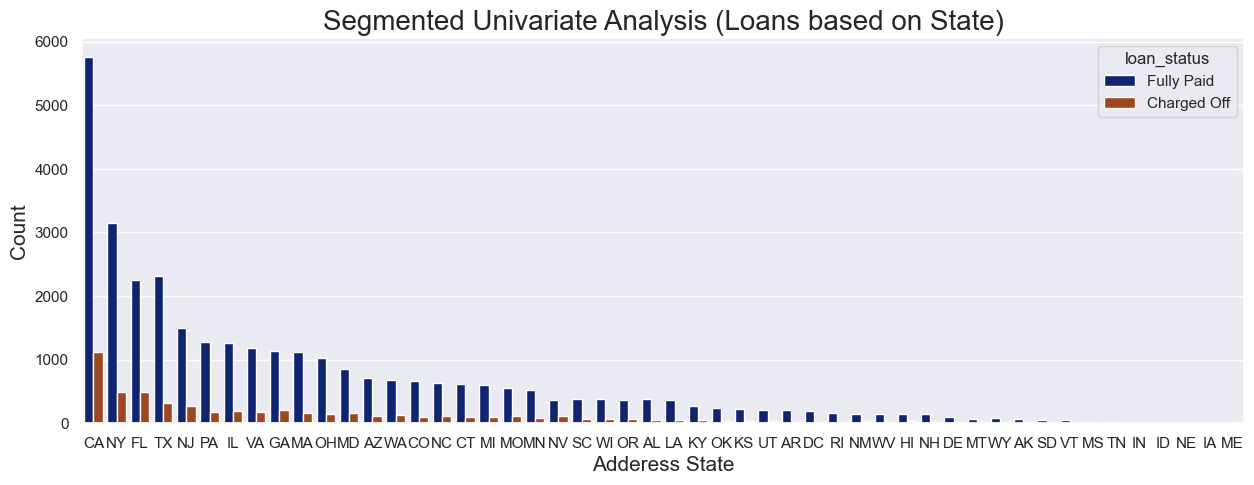 Segmented Univariate Analysis (Loans based on State)
loan_status
Fully Paid
Charged Off
6000
5000
4000
3000
2000
1000
0
Count
CA NY FL TX NJ PA IL VA GA MA OH MD AZ WA CO NC CT MI MO MN NV SC WI OR AL LA KY OK KS UT AR DC RI NM WV HI NH DE MT WY AK SD VT MS TN IN ID NE IA ME
Adderess State